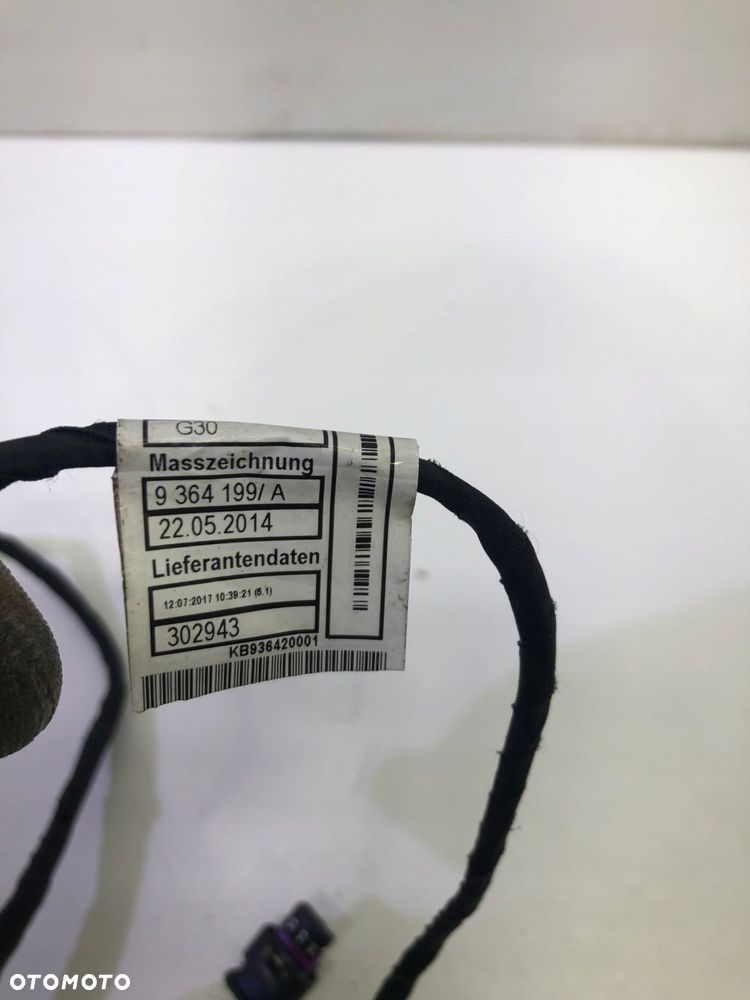 G30
Masszeichnung
9 364 199/ A
22.05.2014
Lieferantendaten
12:07:2017 10:39:21 (6.1)
302943
KB936420001
OTOMOTO